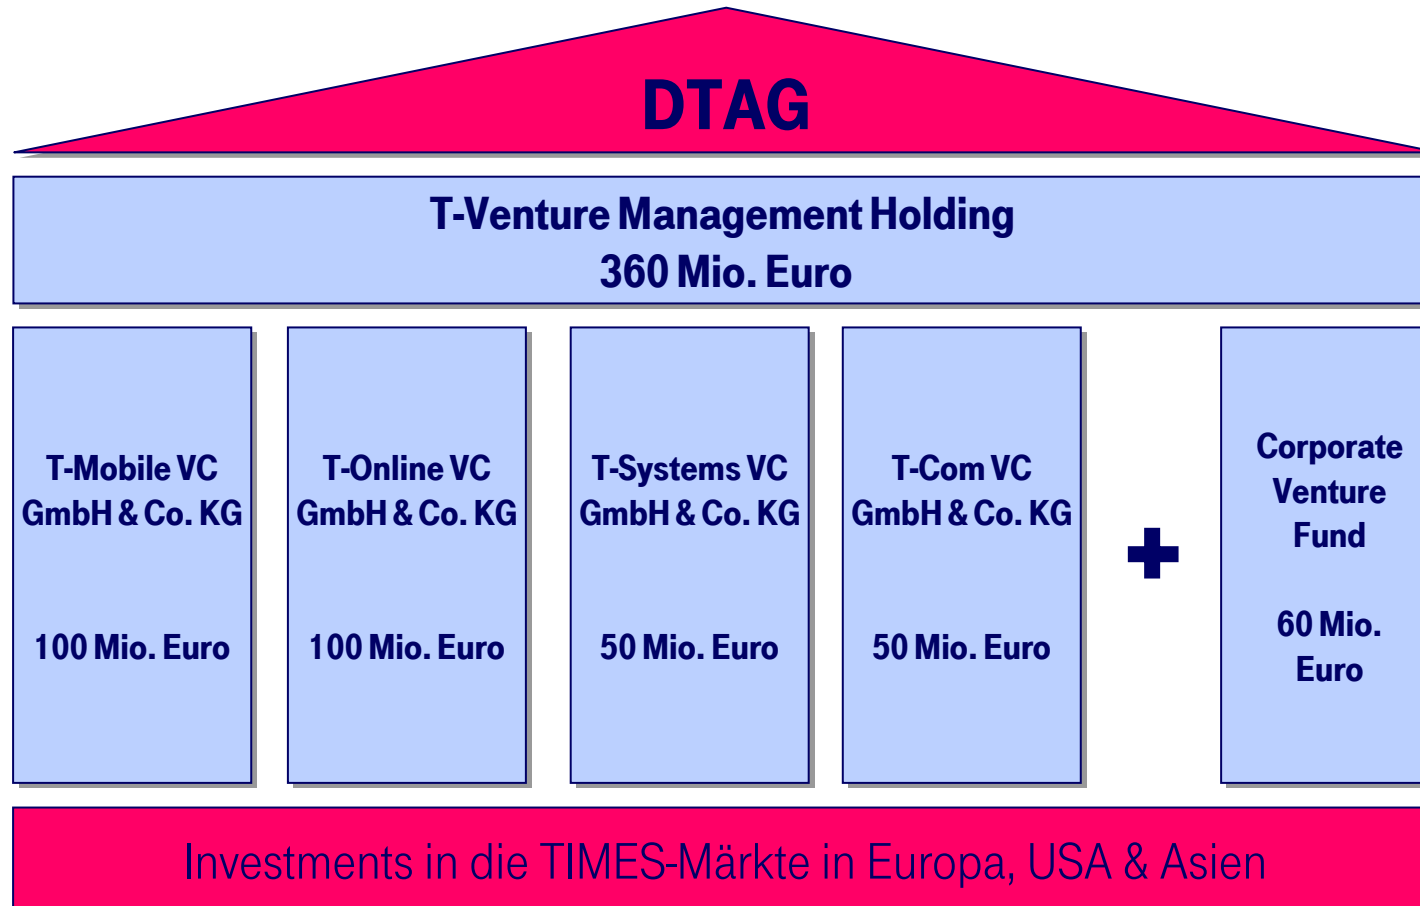 DTAG
T-Venture Management Holding
360 Mio. Euro
T-Mobile VC
GmbH & Co. KG
100 Mio. Euro
T-Online VC
GmbH & Co. KG
100 Mio. Euro
T-Systems VC
GmbH & Co. KG
50 Mio. Euro
T-Com VC
GmbH & Co. KG
50 Mio. Euro
+
Corporate
Venture
Fund
60 Mio.
Euro
Investments in die TIMES-Märkte in Europa, USA & Asien